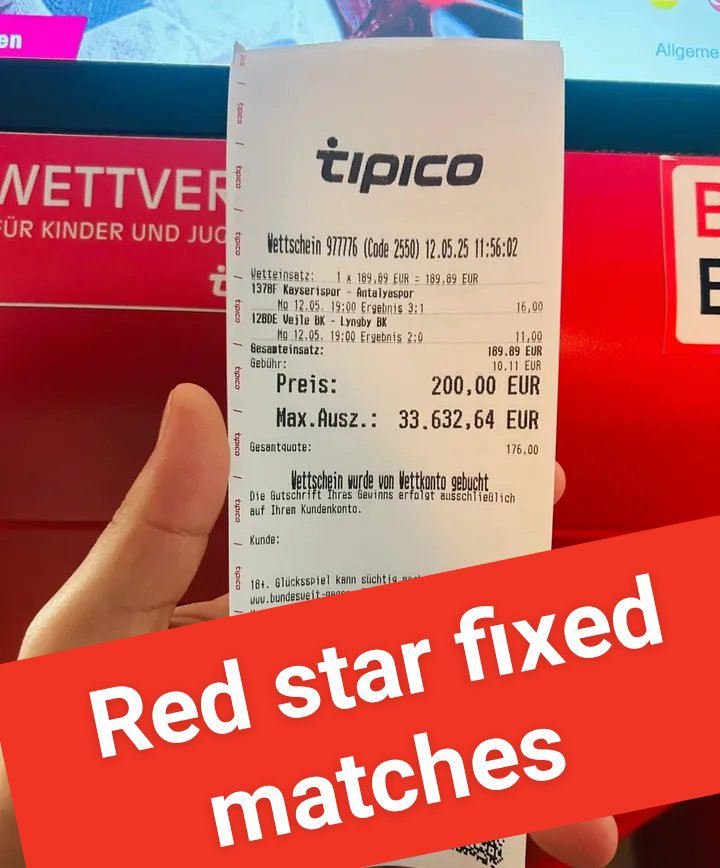 en
Allgeme
WETTVER
FÜR KINDER UND JUG
tipico
Wettschein 977776 (Code 2550) 12.05.25 11:56:02
Wetteinsatz: 1 x 189,89 EUR = 189,89 EUR
137BF Kayserispor - Antalyaspor
Mo 12.05. 19:00 Ergebnis 3:1 16,00
128DE Vejle BK - Lyngby BK
Mo 12.05. 19:00 Ergebnis 2:0 11,00
Gesamteinsatz: 189,89 EUR
Gebühr: 10,11 EUR
Preis: 200,00 EUR
Max.Ausz.: 33.632,64 EUR
Gesamtquote: 176,00
Wettschein wurde von Wettkonto gebucht
Die Gutschrift Ihres Gewinns erfolgt ausschließlich
auf Ihrem Kundenkonto.
Kunde:
18+. Glücksspiel kann süchtig
Red star fixed
matches